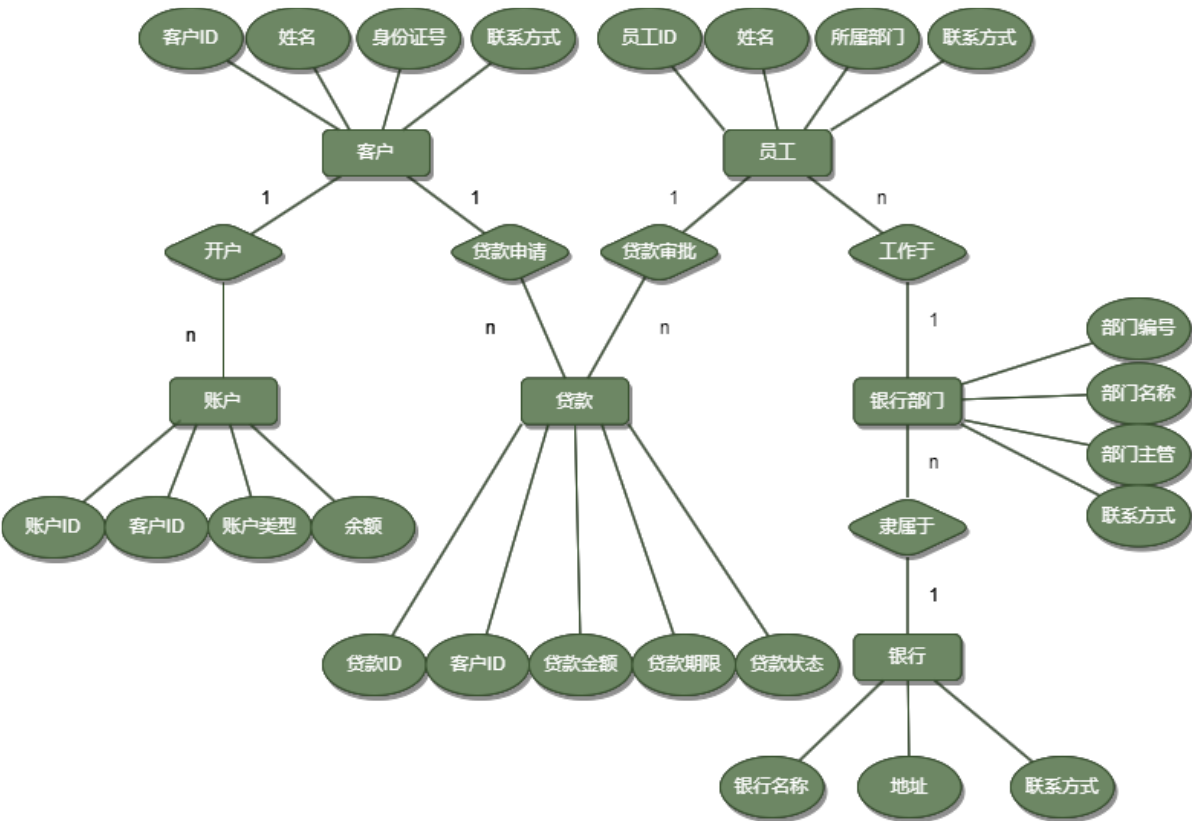 客户ID
姓名
身份证号
联系方式
员工ID
姓名
所属部门
联系方式
客户
员工
1
1
1
n
开户
贷款申请
贷款审批
工作于
n
n
n
1
部门编号
部门名称
部门主管
联系方式
账户
贷款
银行部门
n
账户ID
客户ID
账户类型
余额
隶属于
1
贷款ID
客户ID
贷款金额
贷款期限
贷款状态
银行
银行名称
地址
联系方式